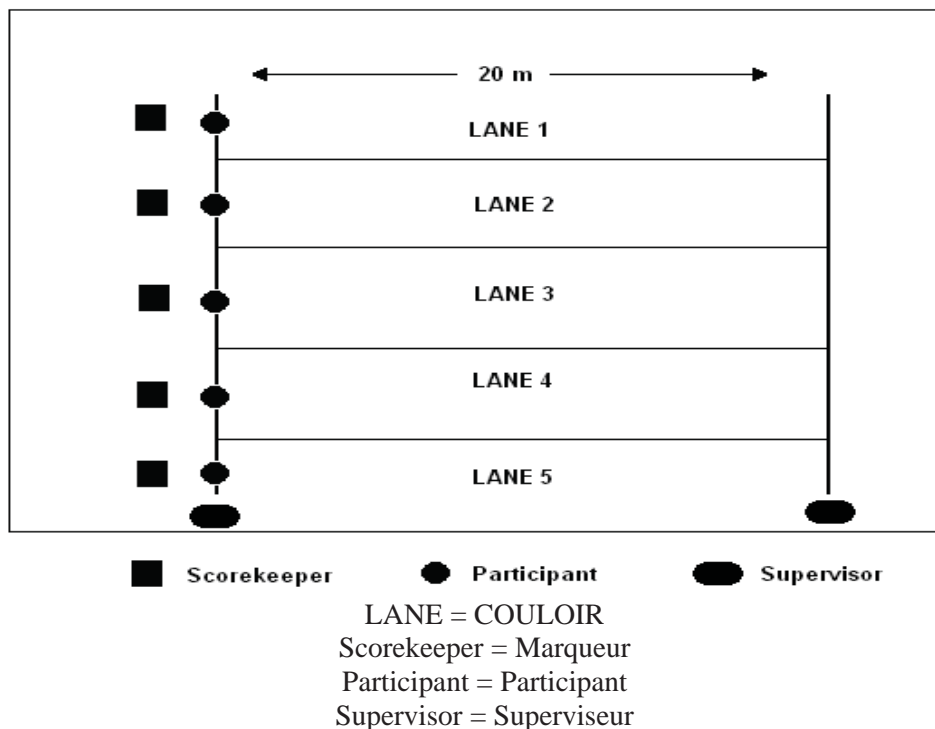 20 m
LANE 1
LANE 2
LANE 3
LANE 4
LANE 5
Scorekeeper Participant Supervisor
LANE = COULOIR
Scorekeeper = Marqueur
Participant = Participant
Supervisor = Superviseur